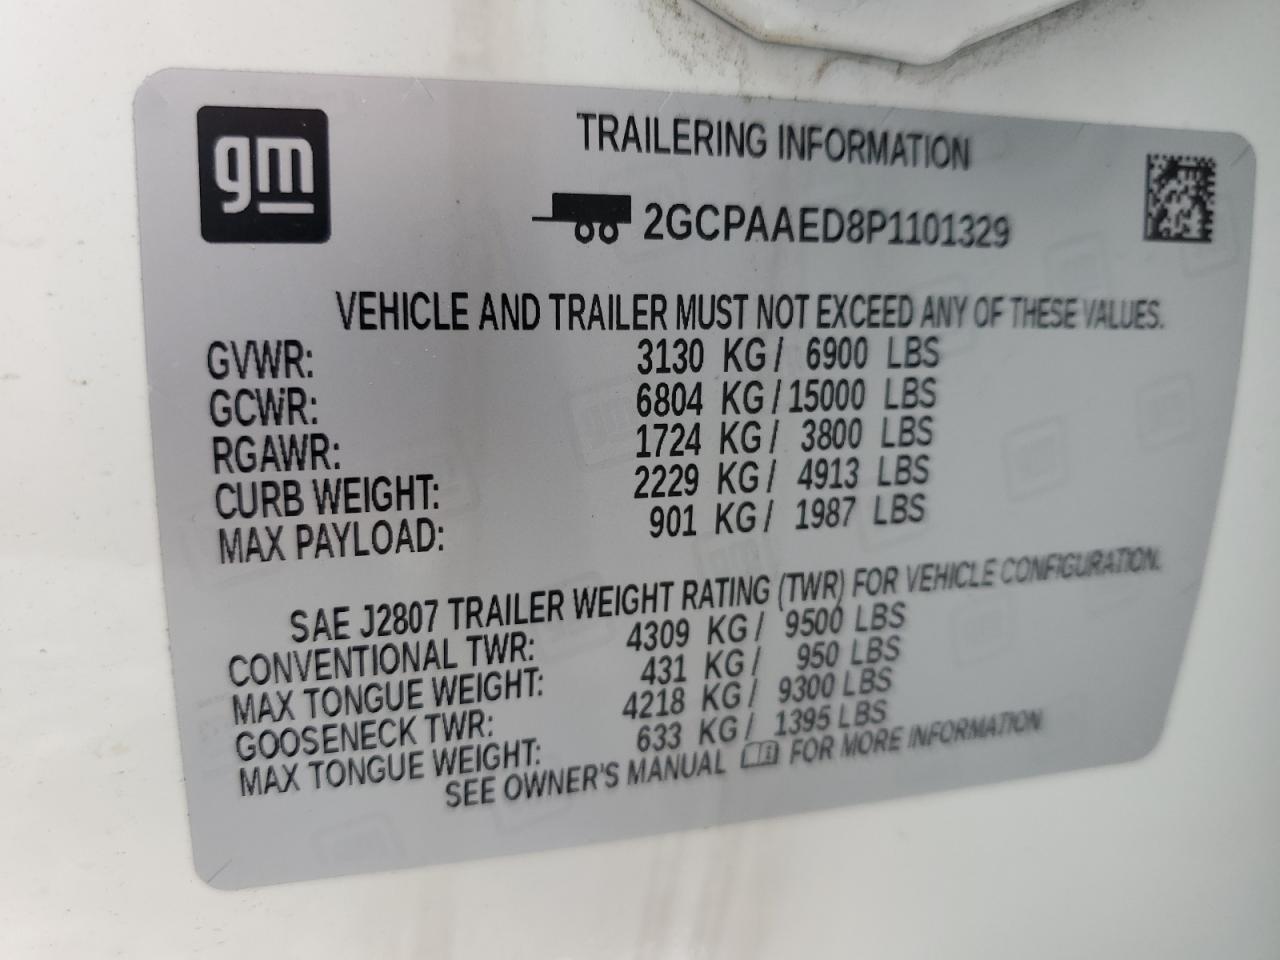 gm
TRAILERING INFORMATION
2GCPAAED8P1101329
VEHICLE AND TRAILER MUST NOT EXCEED ANY OF THESE VALUES.
GVWR: 3130 KG/ 6900 LBS
GCWR: 6804 KG/15000 LBS
RGAWR: 1724 KG/ 3800 LBS
CURB WEIGHT: 2229 KG/ 4913 LBS
MAX PAYLOAD: 901 KG/ 1987 LBS
SAE J2807 TRAILER WEIGHT RATING (TWR) FOR VEHICLE CONFIGURATION.
CONVENTIONAL TWR: 4309 KG/ 9500 LBS
MAX TONGUE WEIGHT: 431 KG/ 950 LBS
GOOSENECK TWR: 4218 KG/ 9300 LBS
MAX TONGUE WEIGHT: 633 KG/ 1395 LBS
SEE OWNER'S MANUAL FOR MORE INFORMATION